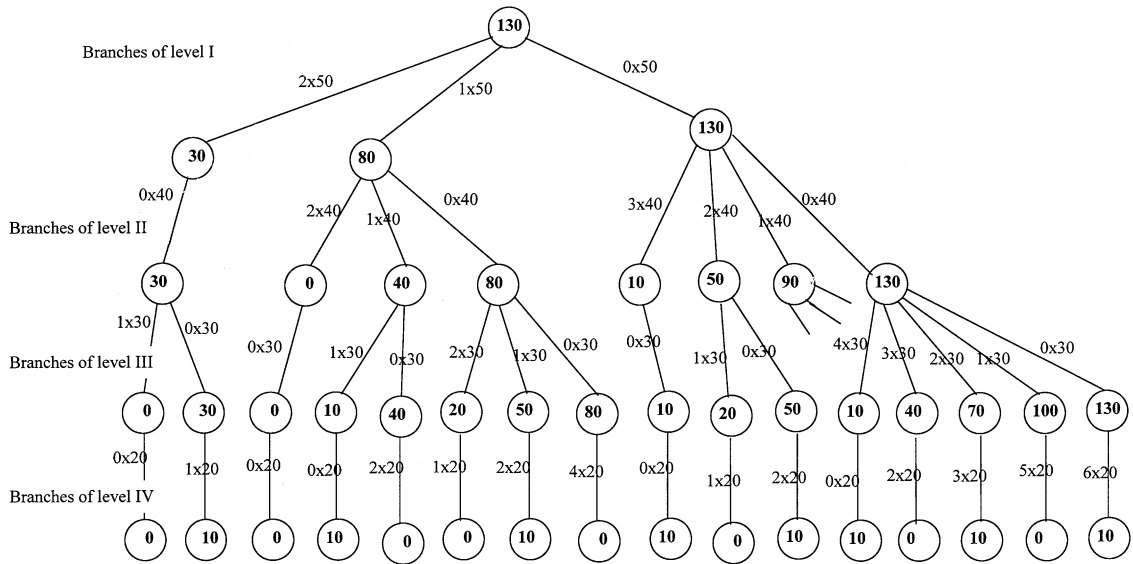 130
Branches of level I
2x50
1x50
0x50
30
80
130
0x40
2x40
1x40
0x40
3x40
2x40
1x40
0x40
Branches of level II
30
0
40
80
10
50
90
130
1x30
0x30
0x30
1x30
0x30
2x30
1x30
0x30
0x30
1x30
0x30
4x30
3x30
2x30
1x30
0x30
Branches of level III
0
30
0
10
40
20
50
80
10
20
50
10
40
70
100
130
0x20
1x20
0x20
0x20
2x20
1x20
2x20
4x20
0x20
1x20
2x20
0x20
2x20
3x20
5x20
6x20
Branches of level IV
0
10
0
10
0
0
10
0
10
0
10
10
0
10
0
10